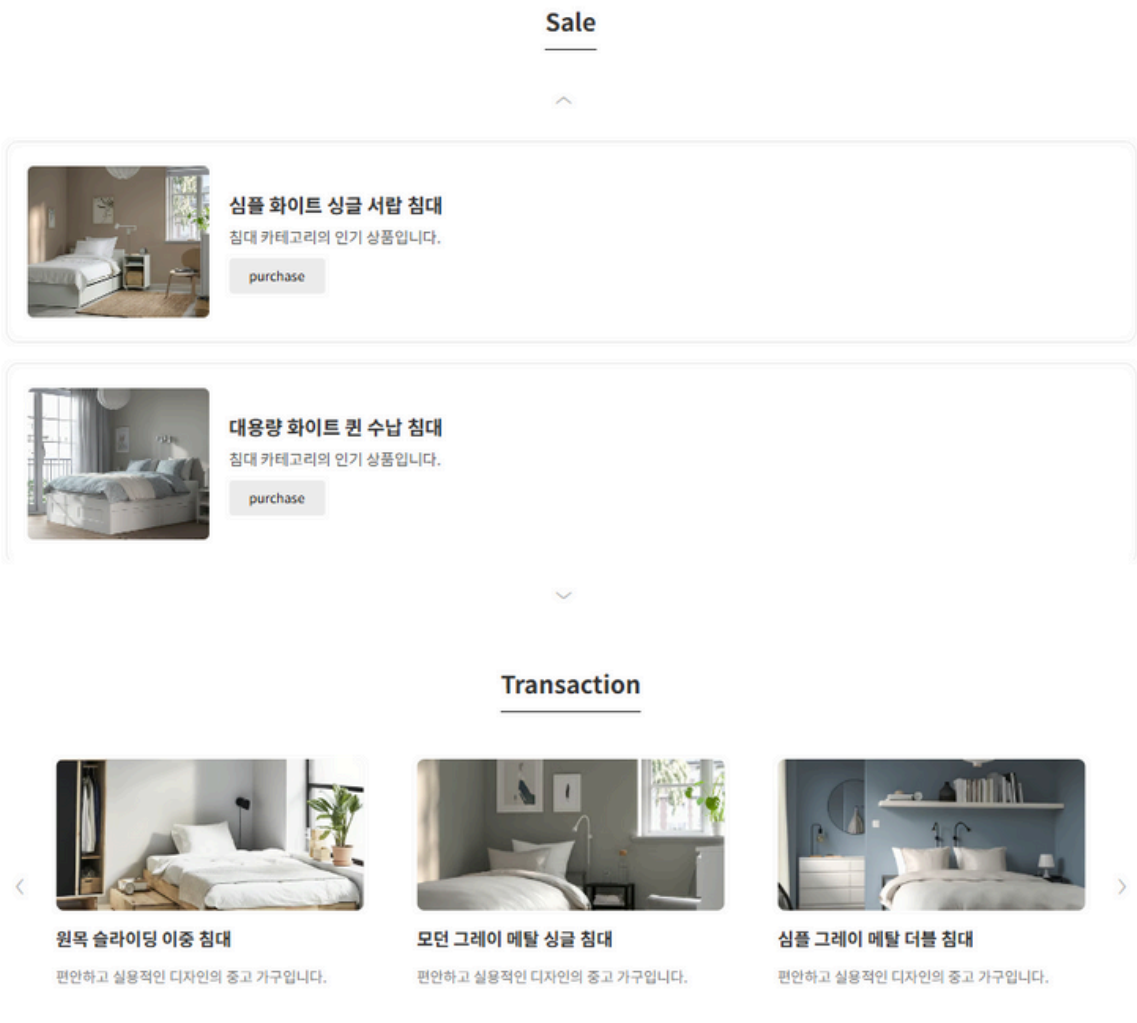 Sale
심플 화이트 싱글 서랍 침대
침대 카테고리의 인기 상품입니다.
purchase
대용량 화이트 퀸 수납 침대
침대 카테고리의 인기 상품입니다.
purchase
Transaction
원목 슬라이딩 이중 침대
편안하고 실용적인 디자인의 중고 가구입니다.
모던 그레이 메탈 싱글 침대
편안하고 실용적인 디자인의 중고 가구입니다.
심플 그레이 메탈 더블 침대
편안하고 실용적인 디자인의 중고 가구입니다.